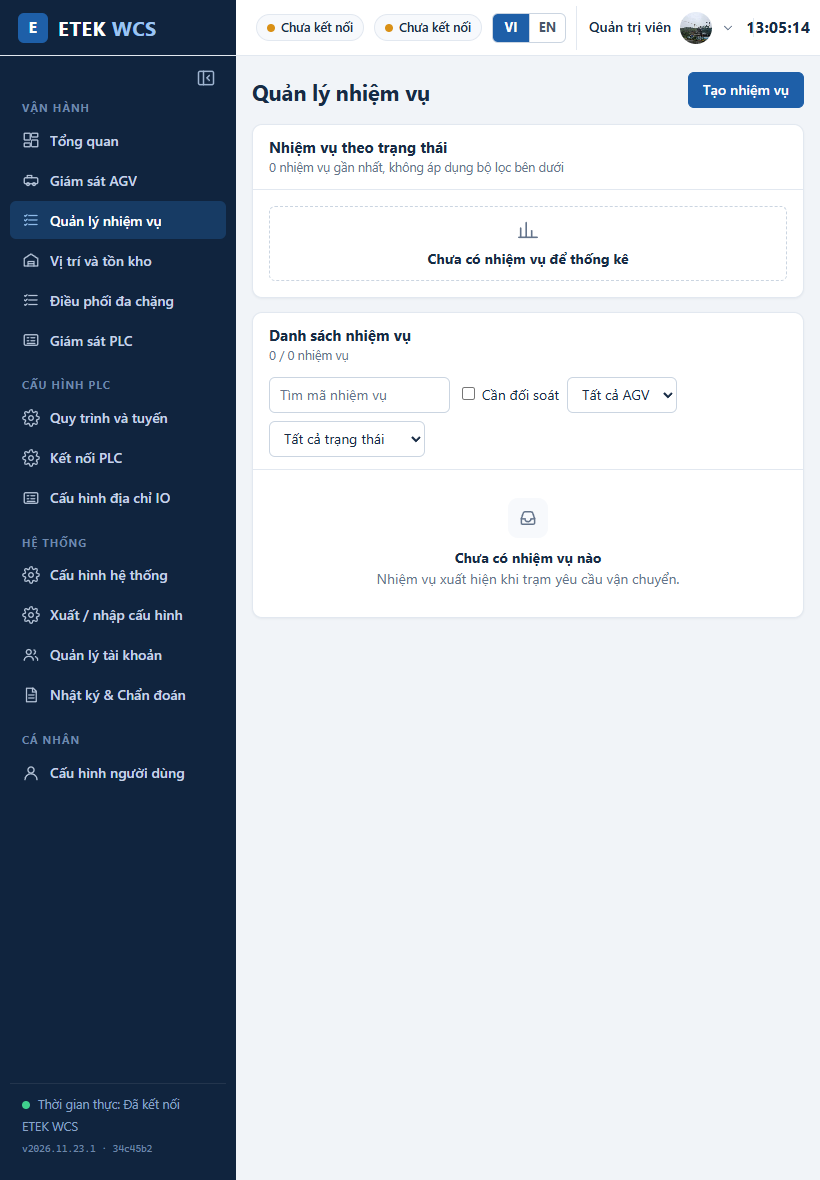 E ETEK WCS
Chưa kết nối Chưa kết nối VI EN Quản trị viên 13:05:14
VẬN HÀNH
Tổng quan
Giám sát AGV
Quản lý nhiệm vụ
Vị trí và tồn kho
Điều phối đa chặng
Giám sát PLC
CẤU HÌNH PLC
Quy trình và tuyến
Kết nối PLC
Cấu hình địa chỉ IO
HỆ THỐNG
Cấu hình hệ thống
Xuất / nhập cấu hình
Quản lý tài khoản
Nhật ký & Chẩn đoán
CÁ NHÂN
Cấu hình người dùng
Thời gian thực: Đã kết nối
ETEK WCS
v2026.11.23.1 · 34c45b2
Quản lý nhiệm vụ
Tạo nhiệm vụ
Nhiệm vụ theo trạng thái
0 nhiệm vụ gần nhất, không áp dụng bộ lọc bên dưới
Chưa có nhiệm vụ để thống kê
Danh sách nhiệm vụ
0 / 0 nhiệm vụ
Tìm mã nhiệm vụ Cần đối soát Tất cả AGV
Tất cả trạng thái
Chưa có nhiệm vụ nào
Nhiệm vụ xuất hiện khi trạm yêu cầu vận chuyển.